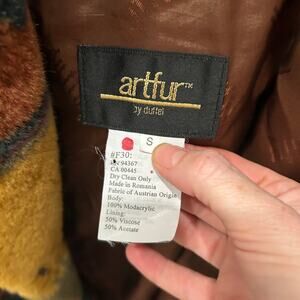 artfur™
by duffel
S
#F30:
94367
CA 00445
Dry Clean Only
Made in Romania
Fabric of Austrian Origin
Body:
100% Modacrylic
Lining:
50% Viscose
50% Acetate